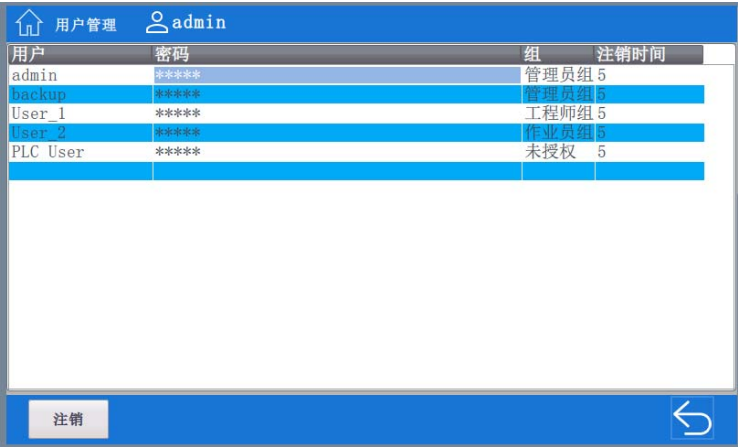 用户管理 admin
用户 密码 组 注销时间
admin ***** 管理员组 5
backup ***** 管理员组 5
User_1 ***** 工程师组 5
User_2 ***** 作业员组 5
PLC User ***** 未授权 5
注销